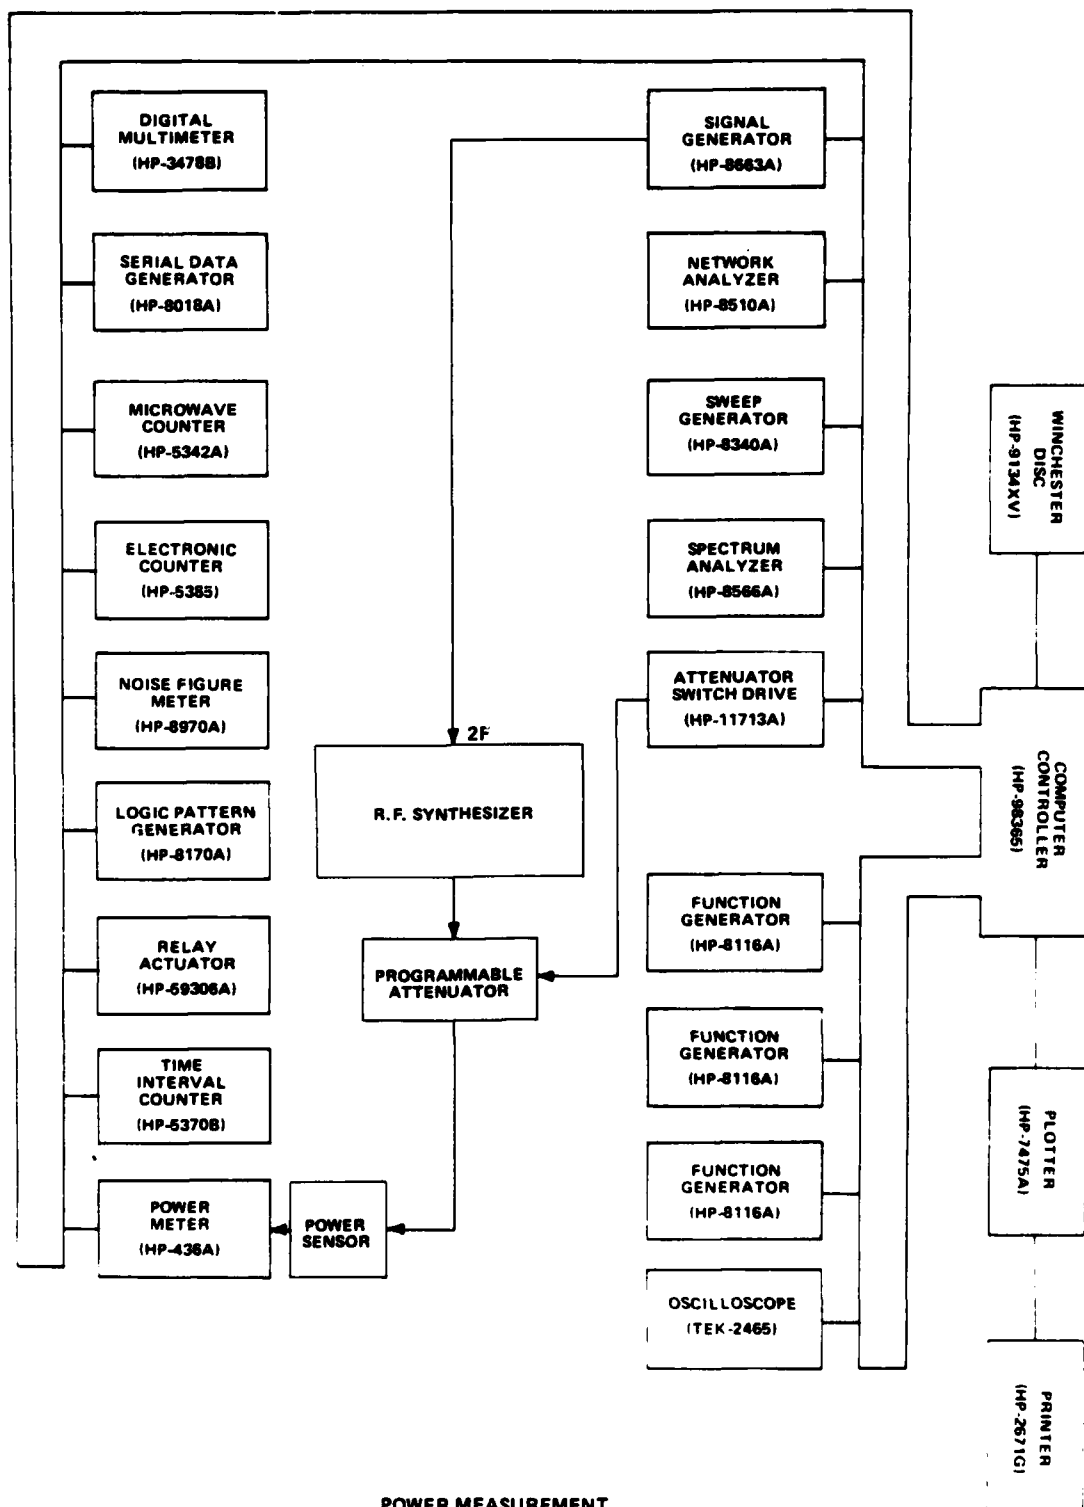 DIGITAL
MULTIMETER
(HP-3478B)
SERIAL DATA
GENERATOR
(HP-8018A)
MICROWAVE
COUNTER
(HP-5342A)
ELECTRONIC
COUNTER
(HP-5385)
NOISE FIGURE
METER
(HP-8970A)
LOGIC PATTERN
GENERATOR
(HP-8170A)
RELAY
ACTUATOR
(HP-59306A)
TIME
INTERVAL
COUNTER
(HP-5370B)
POWER
METER
(HP-436A)
POWER
SENSOR
2F
R.F. SYNTHESIZER
PROGRAMMABLE
ATTENUATOR
SIGNAL
GENERATOR
(HP-8663A)
NETWORK
ANALYZER
(HP-8510A)
SWEEP
GENERATOR
(HP-8340A)
SPECTRUM
ANALYZER
(HP-8566A)
ATTENUATOR
SWITCH DRIVE
(HP-11713A)
FUNCTION
GENERATOR
(HP-8116A)
FUNCTION
GENERATOR
(HP-8116A)
FUNCTION
GENERATOR
(HP-8116A)
OSCILLOSCOPE
(TEK-2465)
WINCHESTER
DISC
(HP-9134XV)
COMPUTER
CONTROLLER
(HP-98365)
PLOTTER
(HP-7475A)
PRINTER
(HP-2671G)
POWER MEASUREMENT